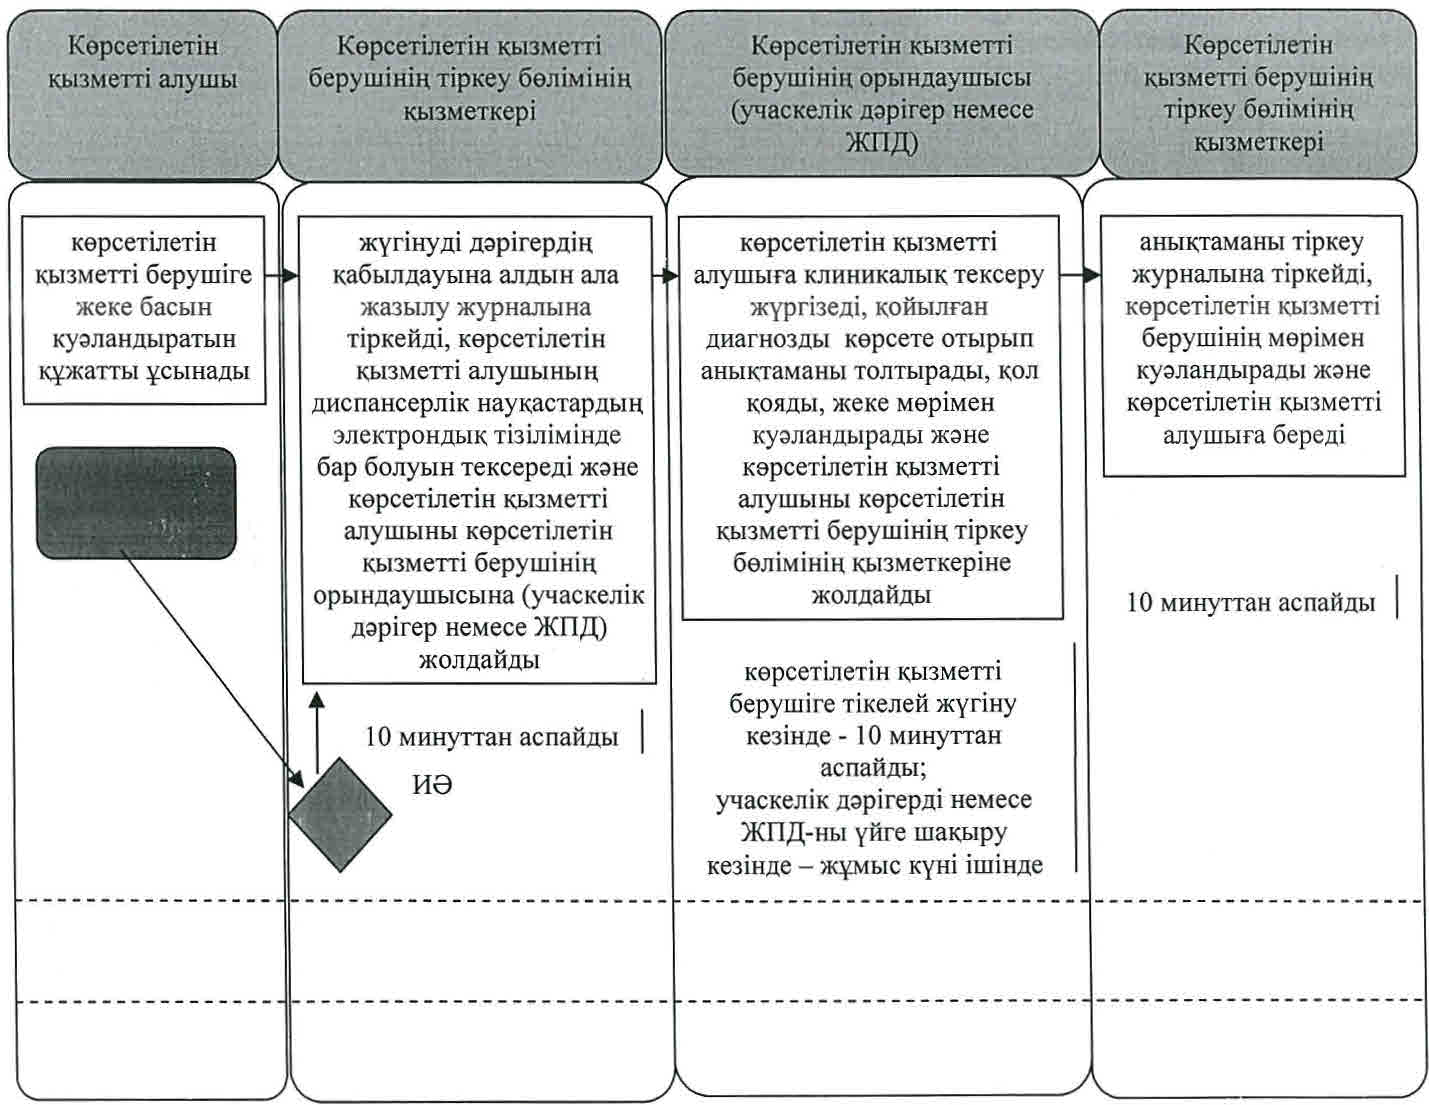 Көрсетілетін
қызметті алушы
Көрсетілетін қызметті
берушінің тіркеу бөлімінің
қызметкері
Көрсетілетін қызметті
берушінің орындаушысы
(учаскелік дәрігер немесе
ЖПД)
Көрсетілетін
қызметті берушінің
тіркеу бөлімінің
қызметкері
көрсетілетін
қызметті берушіге
жеке басын
куәландыратын
құжатты ұсынады
жүгінуді дәрігердің
қабылдауына алдын ала
жазылу журналына
тіркейді, көрсетілетін
қызметті алушының
диспансерлік науқастардың
электрондық тізілімінде
бар болуын тексереді және
көрсетілетін қызметті
алушыны көрсетілетін
қызметті берушінің
орындаушысына (учаскелік
дәрігер немесе ЖПД)
жолдайды
10 минуттан аспайды
ИӘ
көрсетілетін қызметті
алушыға клиникалық тексеру
жүргізеді, қойылған
диагнозды көрсете отырып
анықтаманы толтырады, қол
қояды, жеке мөрімен
куәландырады және
көрсетілетін қызметті
алушыны көрсетілетін
қызметті берушінің тіркеу
бөлімінің қызметкеріне
жолдайды
көрсетілетін қызметті
берушіге тікелей жүгіну
кезінде - 10 минуттан
аспайды;
учаскелік дәрігерді немесе
ЖПД-ны үйге шақыру
кезінде – жұмыс күні ішінде
анықтаманы тіркеу
журналына тіркейді,
көрсетілетін қызметті
берушінің мөрімен
куәландырады және
көрсетілетін қызметті
алушыға береді
10 минуттан аспайды